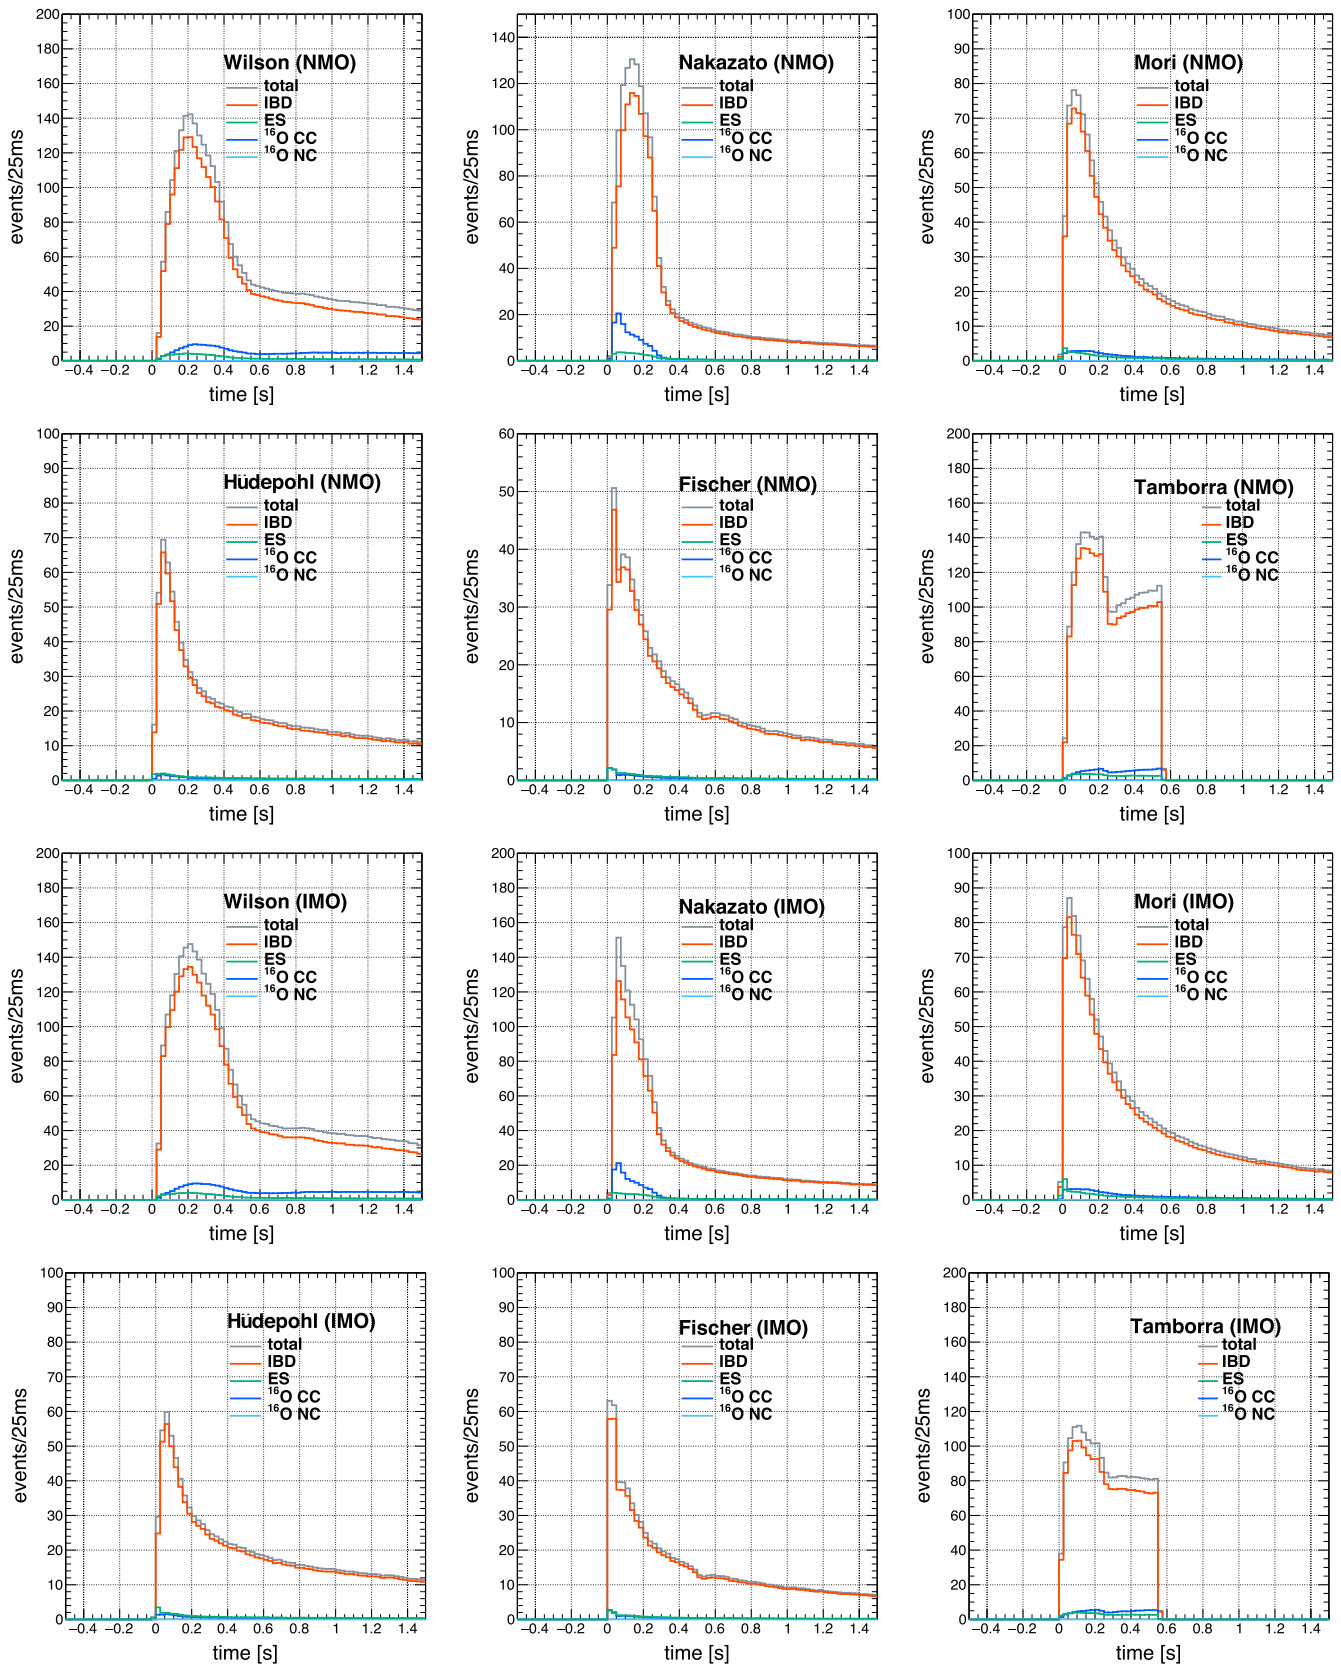 Wilson (NMO)
total
IBD
ES
16O CC
16O NC
events/25ms
200
180
160
140
120
100
80
60
40
20
0
−0.4 −0.2 0 0.2 0.4 0.6 0.8 1 1.2 1.4
time [s]
Nakazato (NMO)
total
IBD
ES
16O CC
16O NC
events/25ms
140
120
100
80
60
40
20
0
−0.4 −0.2 0 0.2 0.4 0.6 0.8 1 1.2 1.4
time [s]
Mori (NMO)
total
IBD
ES
16O CC
16O NC
events/25ms
100
90
80
70
60
50
40
30
20
10
0
−0.4 −0.2 0 0.2 0.4 0.6 0.8 1 1.2 1.4
time [s]
Hüdepohl (NMO)
total
IBD
ES
16O CC
16O NC
events/25ms
100
90
80
70
60
50
40
30
20
10
0
−0.4 −0.2 0 0.2 0.4 0.6 0.8 1 1.2 1.4
time [s]
Fischer (NMO)
total
IBD
ES
16O CC
16O NC
events/25ms
60
50
40
30
20
10
0
−0.4 −0.2 0 0.2 0.4 0.6 0.8 1 1.2 1.4
time [s]
Tamborra (NMO)
total
IBD
ES
16O CC
16O NC
events/25ms
200
180
160
140
120
100
80
60
40
20
0
−0.4 −0.2 0 0.2 0.4 0.6 0.8 1 1.2 1.4
time [s]
Wilson (IMO)
total
IBD
ES
16O CC
16O NC
events/25ms
200
180
160
140
120
100
80
60
40
20
0
−0.4 −0.2 0 0.2 0.4 0.6 0.8 1 1.2 1.4
time [s]
Nakazato (IMO)
total
IBD
ES
16O CC
16O NC
events/25ms
200
180
160
140
120
100
80
60
40
20
0
−0.4 −0.2 0 0.2 0.4 0.6 0.8 1 1.2 1.4
time [s]
Mori (IMO)
total
IBD
ES
16O CC
16O NC
events/25ms
100
90
80
70
60
50
40
30
20
10
0
−0.4 −0.2 0 0.2 0.4 0.6 0.8 1 1.2 1.4
time [s]
Hüdepohl (IMO)
total
IBD
ES
16O CC
16O NC
events/25ms
100
90
80
70
60
50
40
30
20
10
0
−0.4 −0.2 0 0.2 0.4 0.6 0.8 1 1.2 1.4
time [s]
Fischer (IMO)
total
IBD
ES
16O CC
16O NC
events/25ms
100
90
80
70
60
50
40
30
20
10
0
−0.4 −0.2 0 0.2 0.4 0.6 0.8 1 1.2 1.4
time [s]
Tamborra (IMO)
total
IBD
ES
16O CC
16O NC
events/25ms
200
180
160
140
120
100
80
60
40
20
0
−0.4 −0.2 0 0.2 0.4 0.6 0.8 1 1.2 1.4
time [s]